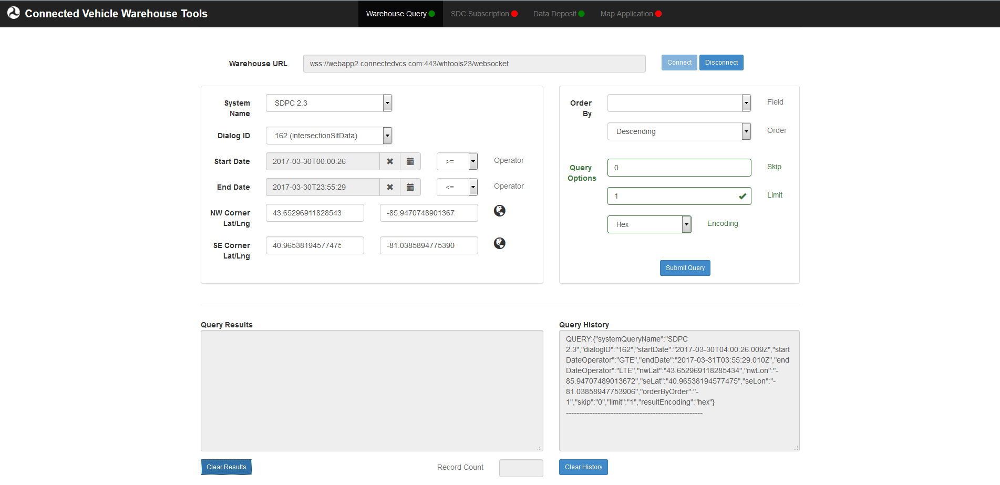 Connected Vehicle Warehouse Tools
Warehouse Query SDC Subscription Data Deposit Map Application
Warehouse URL wss://webapp2.connectedvcs.com:443/whtools23/websocket Connect Disconnect
System Name SDPC 2.3
Dialog ID 162 (intersectionSitData)
Start Date 2017-03-30T00:00:26 >= Operator
End Date 2017-03-30T23:55:29 <= Operator
NW Corner Lat/Lng 43.65296911828543 -85.9470748901367
SE Corner Lat/Lng 40.96538194577475 -81.0385894775390
Order By Field
Descending Order
Query Options 0 Skip
1 Limit
Hex Encoding
Submit Query
Query Results
Query History
QUERY:{"systemQueryName":"SDPC
2.3","dialogID":"162","startDate":"2017-03-30T04:00:26.009Z","start
DateOperator":"GTE","endDate":"2017-03-31T03:55:29.010Z","end
DateOperator":"LTE","nwLat":"43.652969118285434","nwLon":"-
85.94707489013672","seLat":"40.96538194577475","seLon":"-
81.03858947753906","orderByOrder":"-
1","skip":"0","limit":"1","resultEncoding":"hex"}
----------------------------------------------------
Clear Results Record Count Clear History